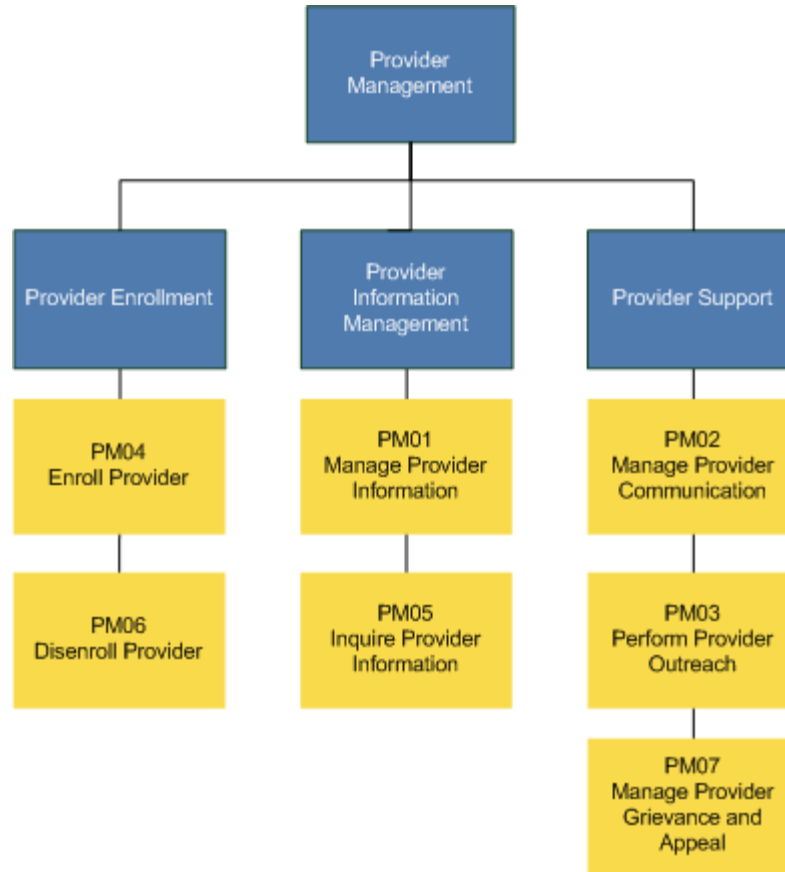 Provider
Management
Provider Enrollment
Provider
Information
Management
Provider Support
PM04
Enroll Provider
PM01
Manage Provider
Information
PM02
Manage Provider
Communication
PM06
Disenroll Provider
PM05
Inquire Provider
Information
PM03
Perform Provider
Outreach
PM07
Manage Provider
Grievance and
Appeal